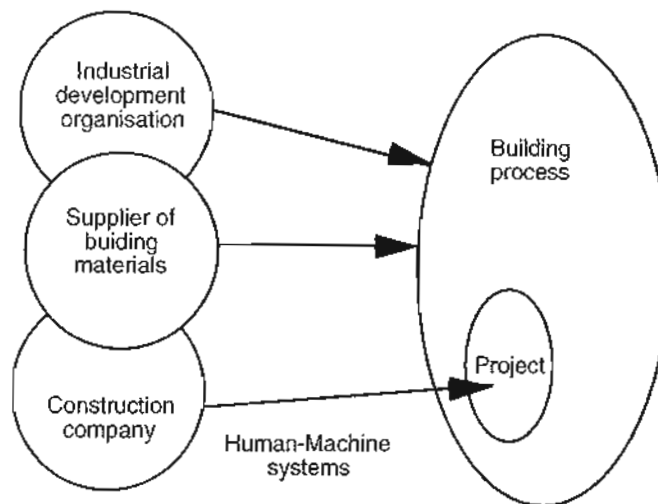 Industrial
development
organisation
Building
process
Supplier of
buiding
materials
Project
Construction
company
Human-Machine
systems